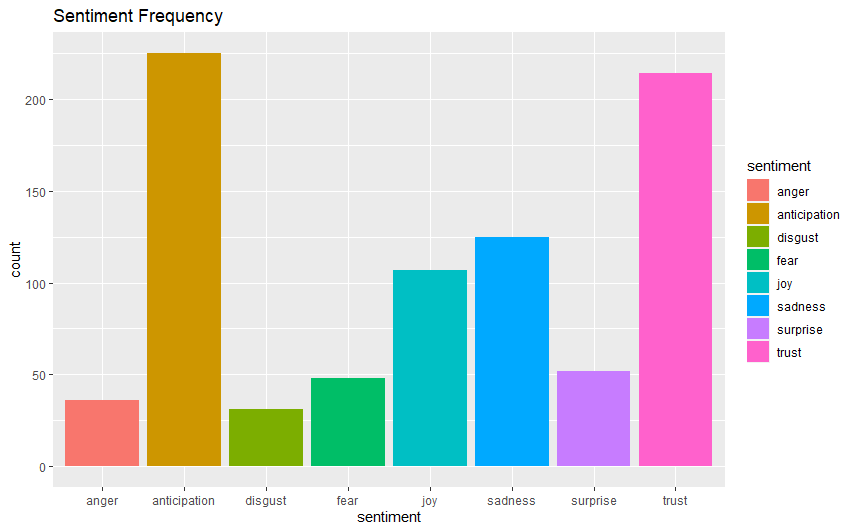 Sentiment Frequency
count
200
150
100
50
0
anger anticipation disgust fear joy sadness surprise trust
sentiment
sentiment
anger
anticipation
disgust
fear
joy
sadness
surprise
trust